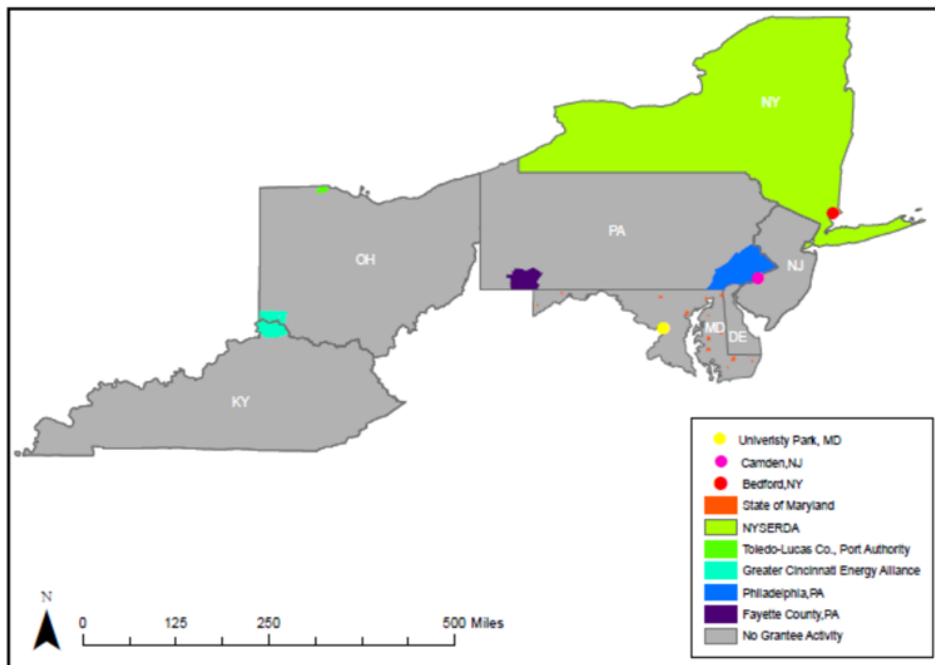 NY
PA
OH
NJ
MD
DE
KY
Univeristy Park, MD
Camden,NJ
Bedford,NY
State of Maryland
NYSERDA
Toledo-Lucas Co., Port Authority
Greater Cincinnati Energy Alliance
Philadelphia,PA
Fayette County,PA
No Grantee Activity
N
0 125 250 500 Miles